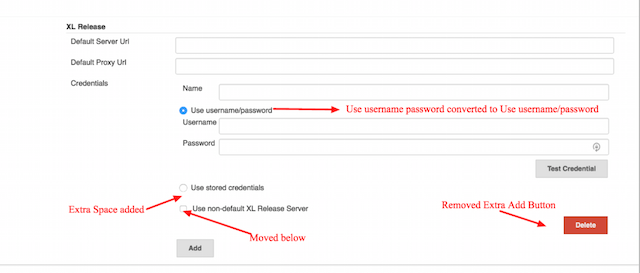 XL Release
Default Server Url
Default Proxy Url
Credentials
Name
Use username/password
Use username password converted to Use username/password
Username
Password
Test Credential
Use stored credentials
Extra Space added
Use non-default XL Release Server
Removed Extra Add Button
Delete
Moved below
Add